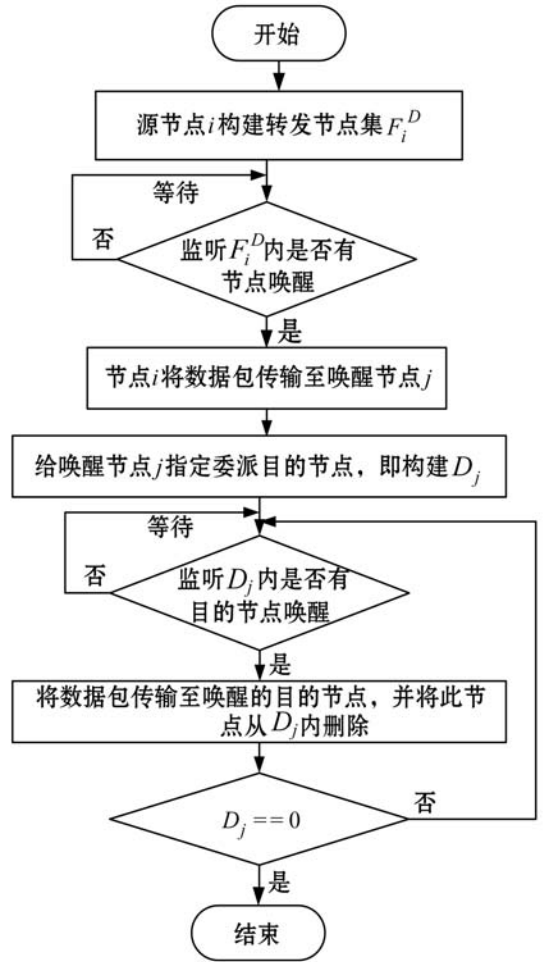 开始
源节点i构建转发节点集 F_i^D
等待
否
监听F_i^D内是否有
节点唤醒
是
节点i将数据包传输至唤醒节点j
给唤醒节点j指定委派目的节点，即构建D_j
等待
否
监听D_j内是否有
目的节点唤醒
是
将数据包传输至唤醒的目的节点，并将此节
点从D_j内删除
否
D_j==0
是
结束